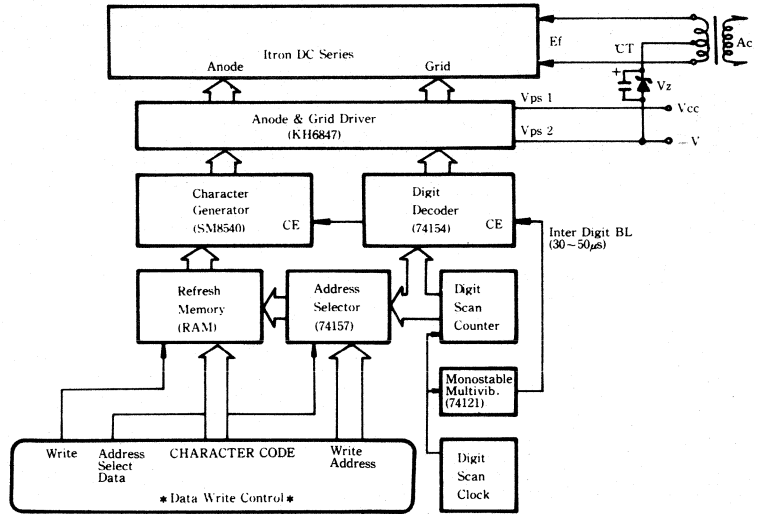 Itron DC Series
Anode
Grid
Ef
CT
Ac
+
Vz
Anode & Grid Driver
(KH6847)
Vps 1
Vcc
Vps 2
-V
Character
Generator
(SM8540)
CE
Digit
Decoder
(74154)
CE
Inter Digit BL
(30~50μs)
Refresh
Memory
(RAM)
Address
Selector
(74157)
Digit
Scan
Counter
Monostable
Multivib.
(74121)
Write
Address
Select
Data
CHARACTER CODE
Write
Address
*Data Write Control*
Digit
Scan
Clock